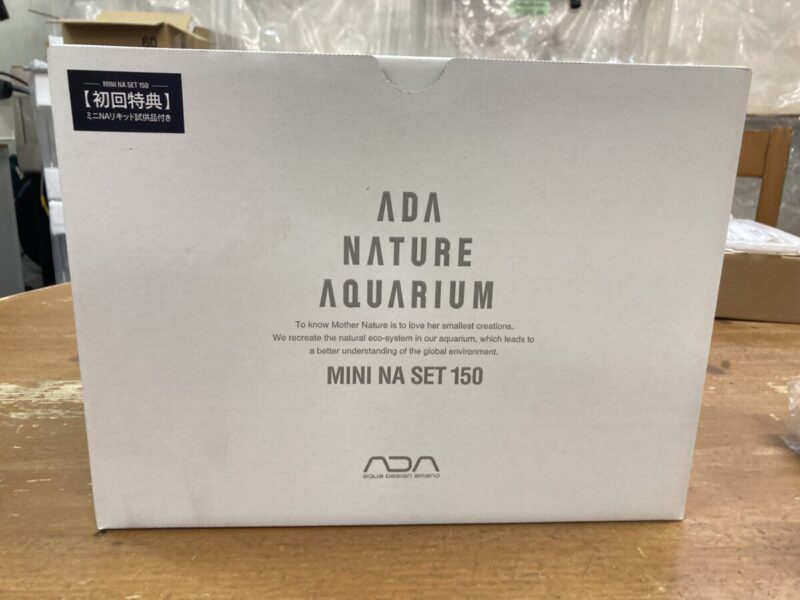 60
MINI NA SET 150
【初回特典】
ミニNAリキッド試供品付き
ADA
NATURE
AQUARIUM
To know Mother Nature is to love her smallest creations.
We recreate the natural eco-system in our aquarium, which leads to
a better understanding of the global environment.
MINI NA SET 150
ADA
aqua design amano